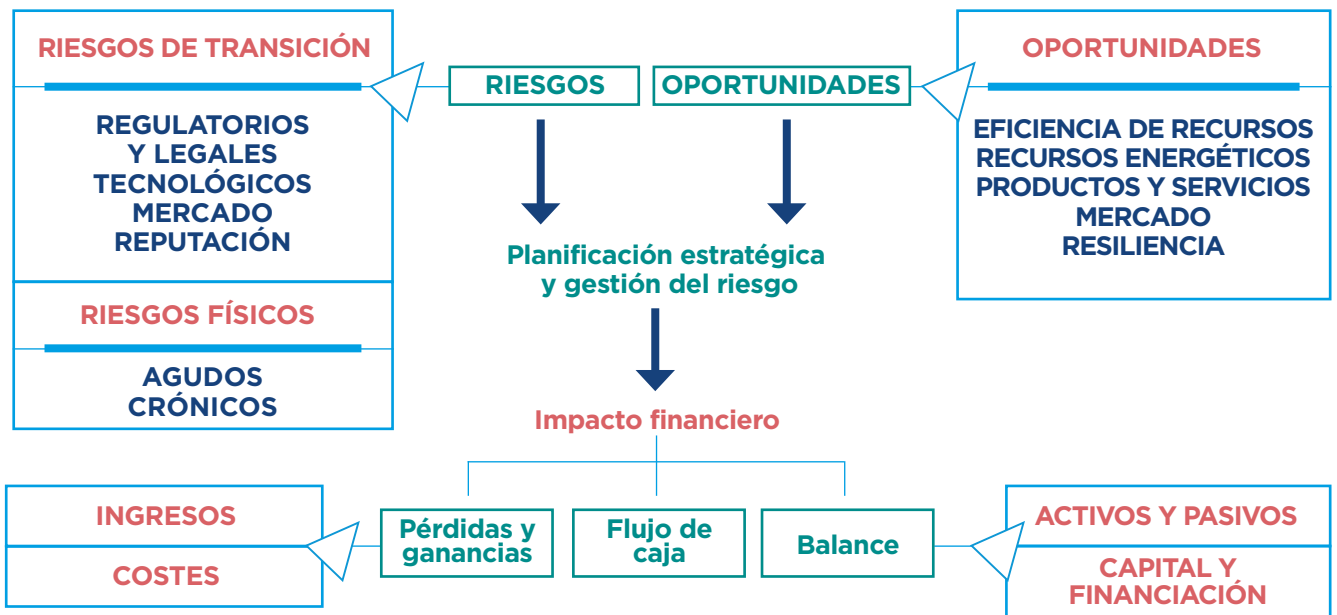 RIESGOS DE TRANSICIÓN
REGULATORIOS
Y LEGALES
TECNOLÓGICOS
MERCADO
REPUTACIÓN
RIESGOS FÍSICOS
AGUDOS
CRÓNICOS
RIESGOS
OPORTUNIDADES
OPORTUNIDADES
EFICIENCIA DE RECURSOS
RECURSOS ENERGÉTICOS
PRODUCTOS Y SERVICIOS
MERCADO
RESILIENCIA
Planificación estratégica
y gestión del riesgo
Impacto financiero
INGRESOS
COSTES
Pérdidas y
ganancias
Flujo de
caja
Balance
ACTIVOS Y PASIVOS
CAPITAL Y
FINANCIACIÓN